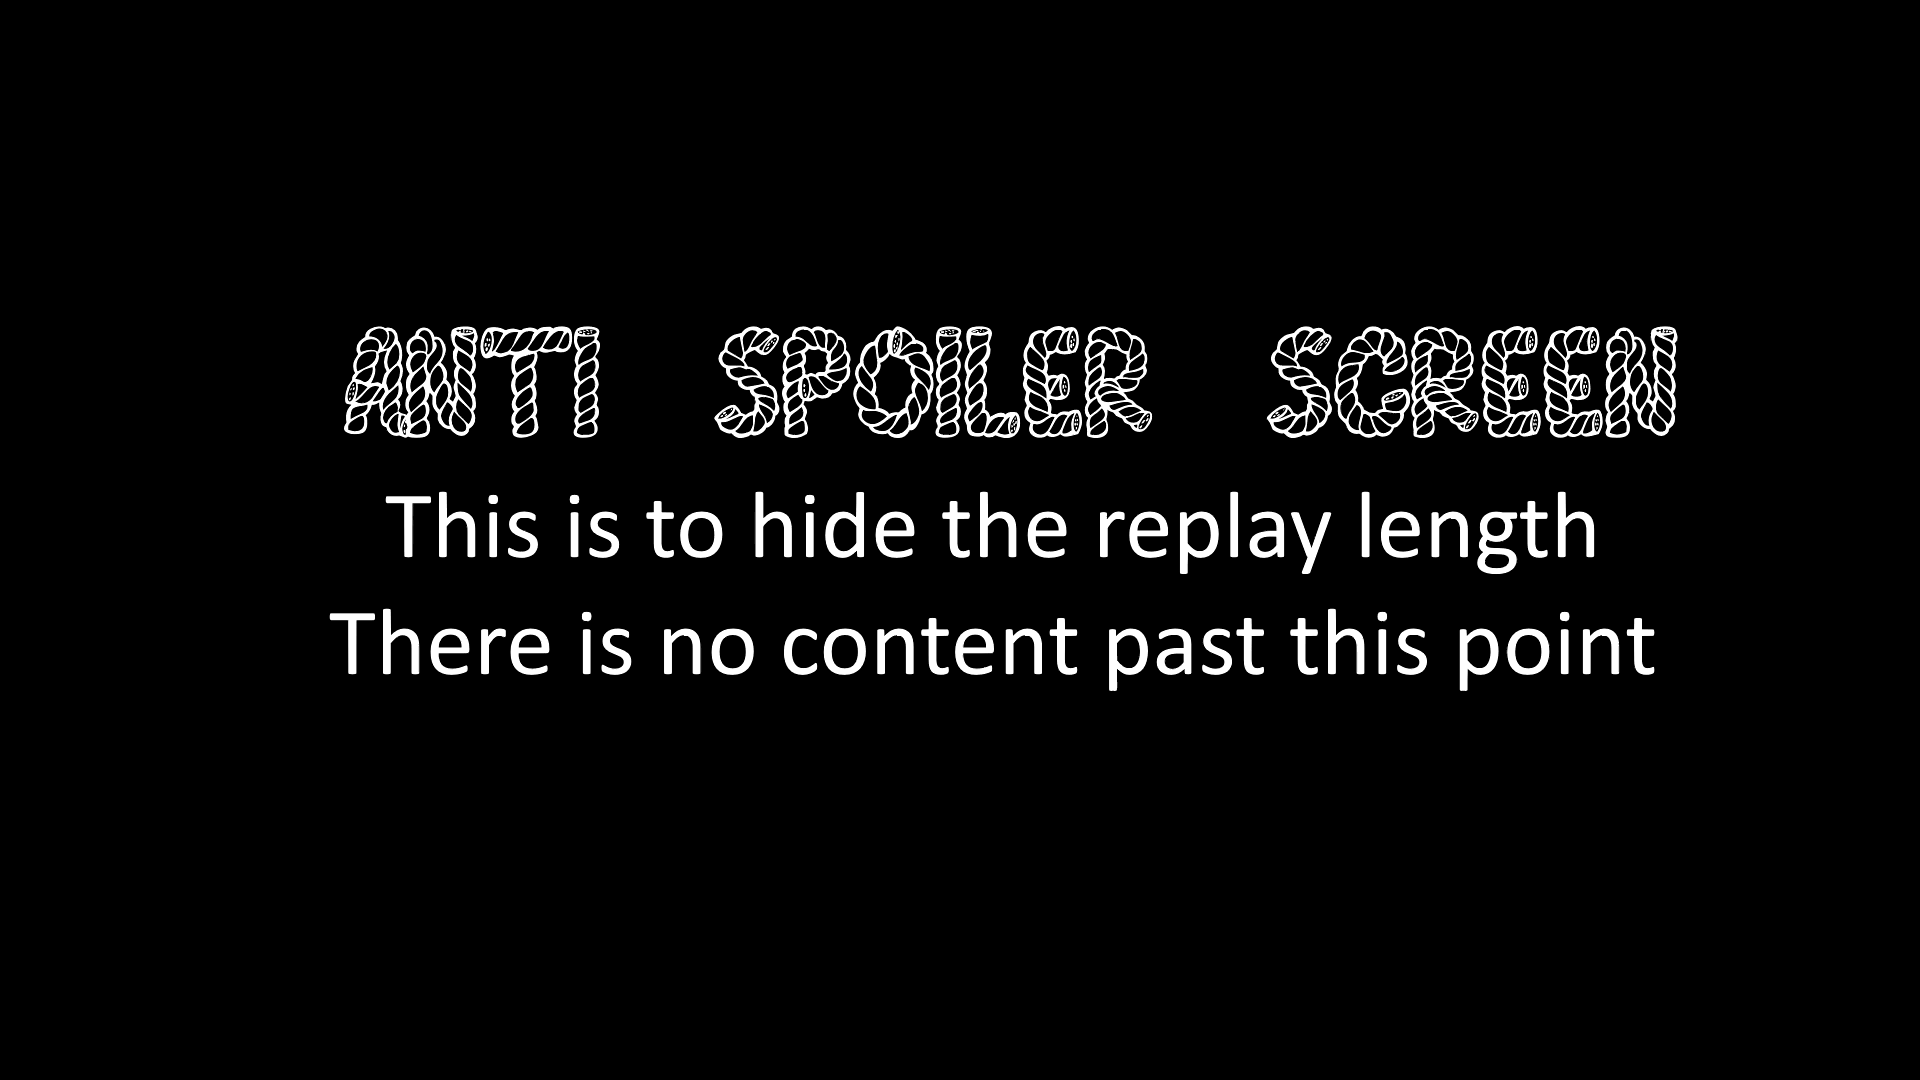 ANTI SPOILER SCREEN
This is to hide the replay length
There is no content past this point